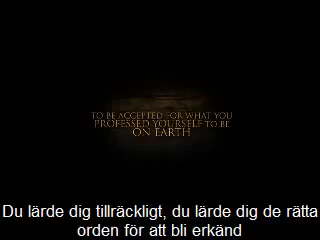 TO BE ACCEPTED FOR WHAT YOU
PROFESSED YOURSELF TO BE
ON EARTH
Du lärde dig tillräckligt, du lärde dig de rätta
orden för att bli erkänd